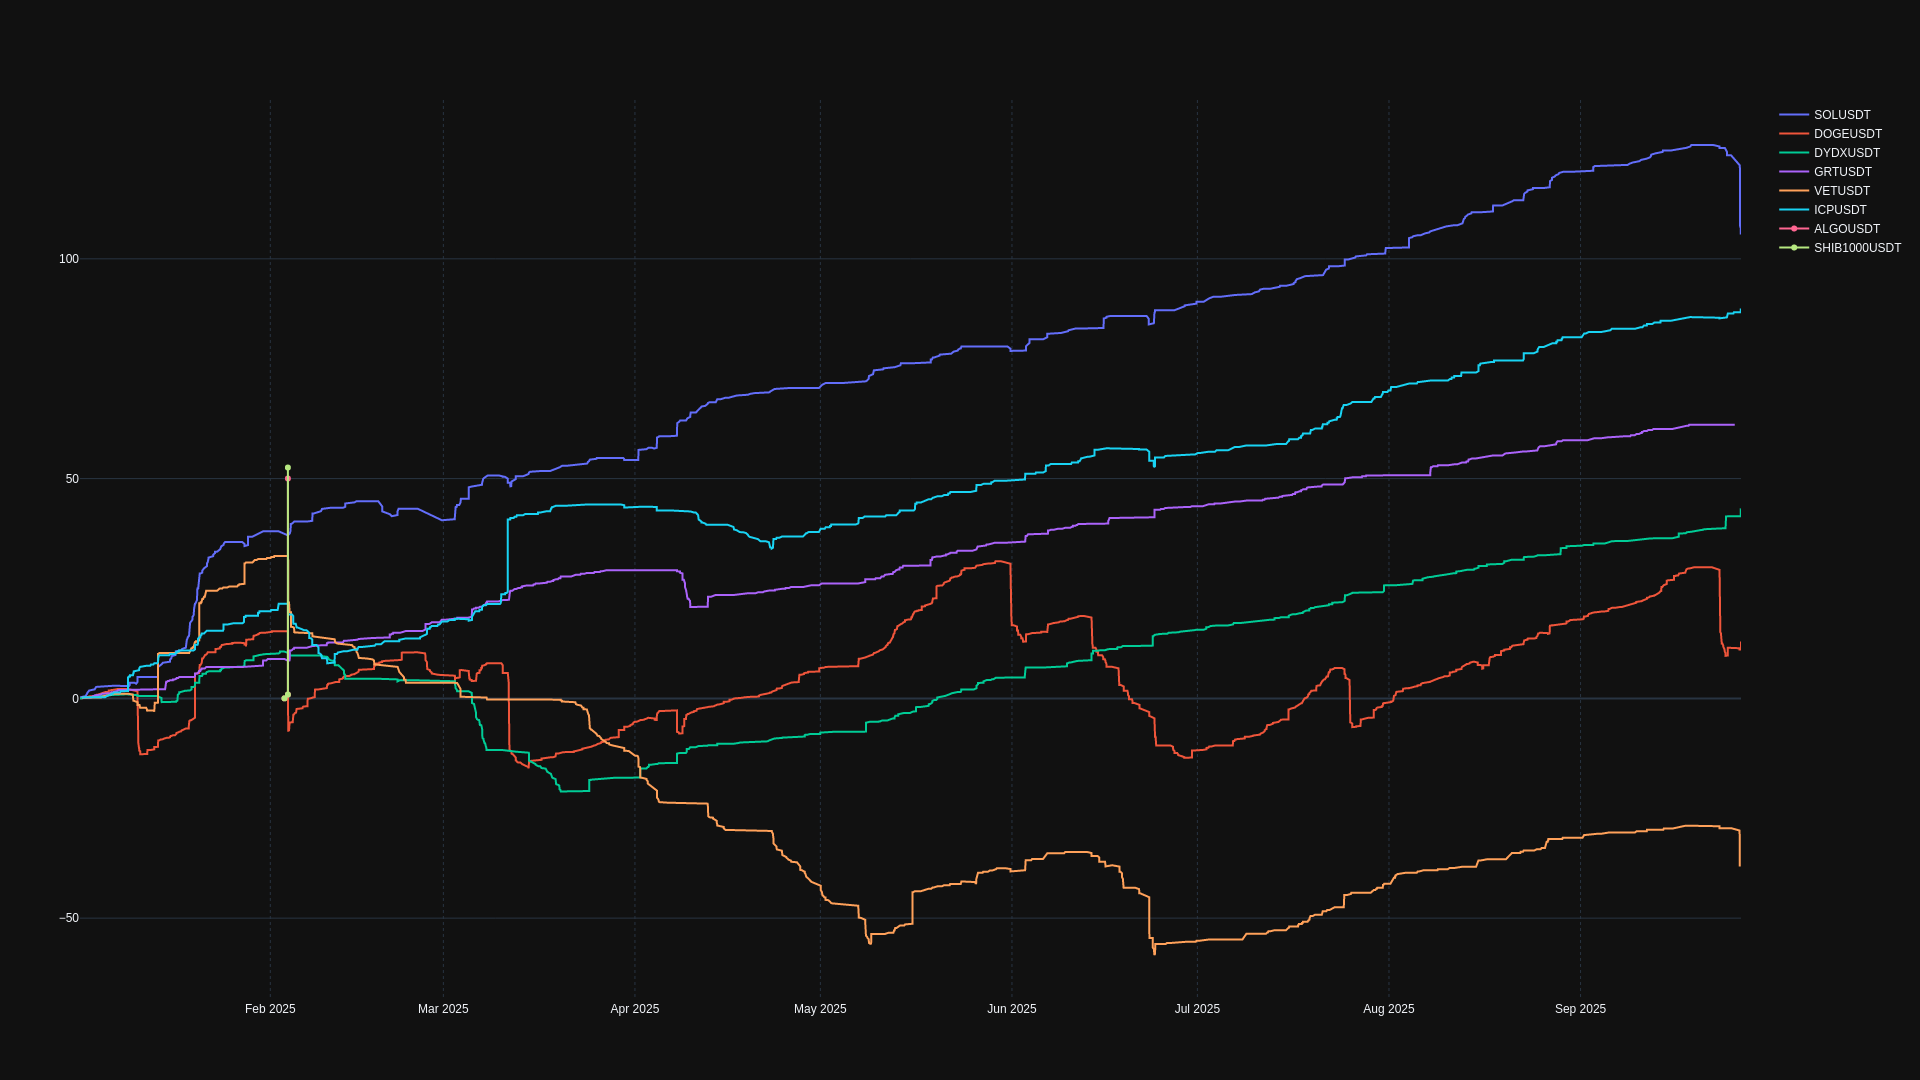 SOLUSDT
DOGEUSDT
DYDXUSDT
GRTUSDT
VETUSDT
ICPUSDT
ALGOUSDT
SHIB1000USDT
100
50
0
−50
Feb 2025 Mar 2025 Apr 2025 May 2025 Jun 2025 Jul 2025 Aug 2025 Sep 2025